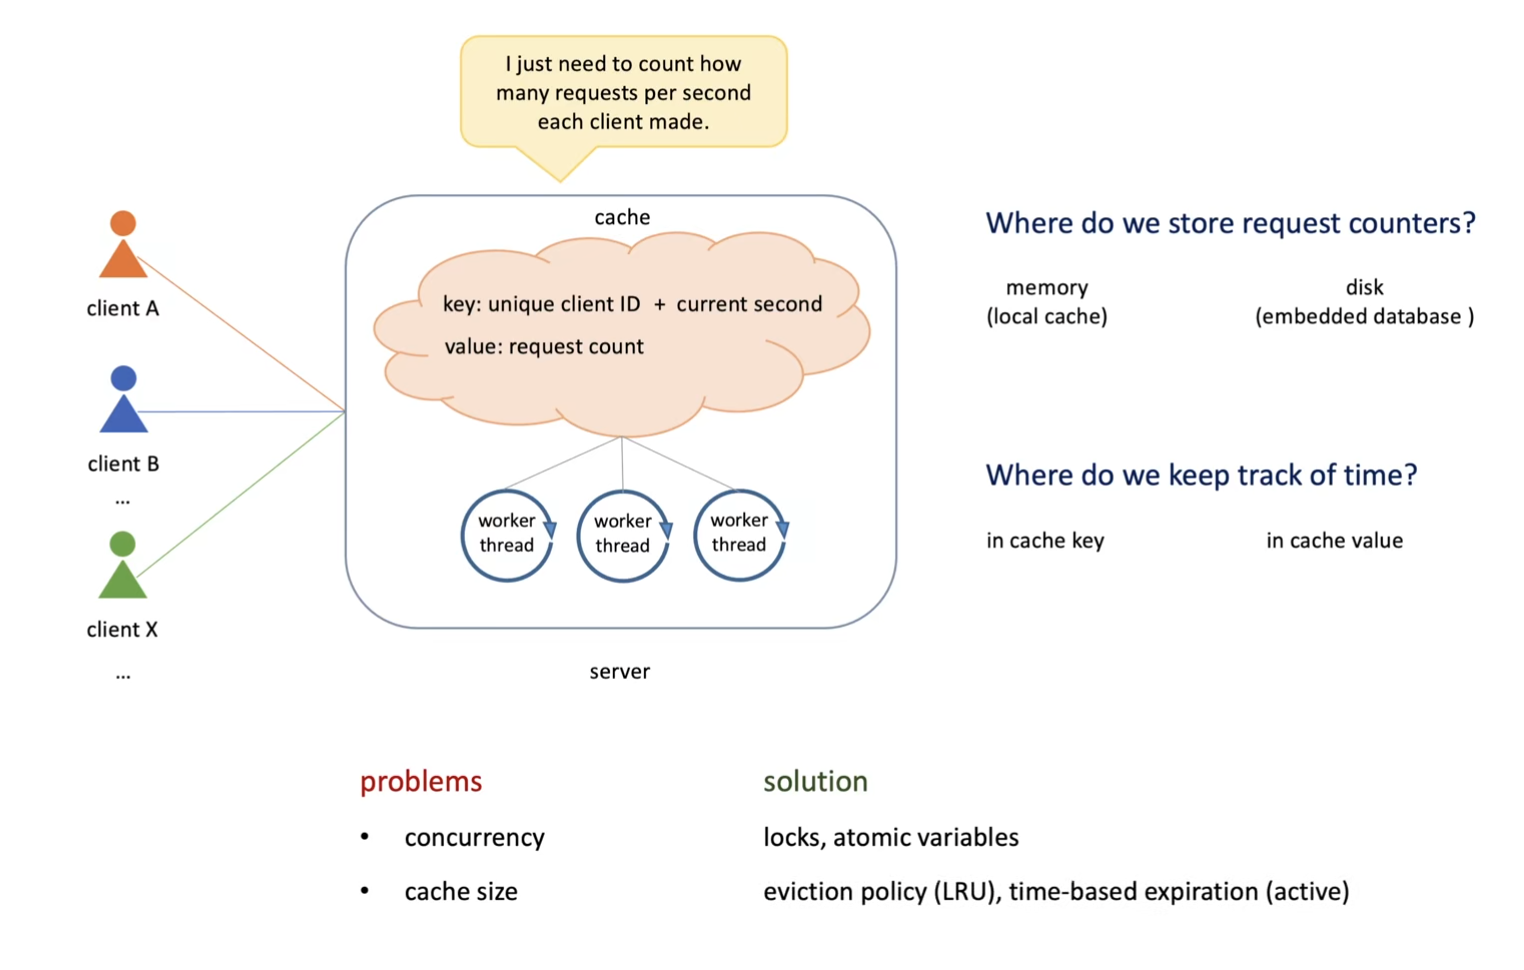 I just need to count how
many requests per second
each client made.
cache
key: unique client ID + current second
value: request count
worker
thread
worker
thread
worker
thread
server
client A
client B
...
client X
...
Where do we store request counters?
memory
(local cache)
disk
(embedded database )
Where do we keep track of time?
in cache key
in cache value
problems
• concurrency
• cache size
solution
locks, atomic variables
eviction policy (LRU), time-based expiration (active)